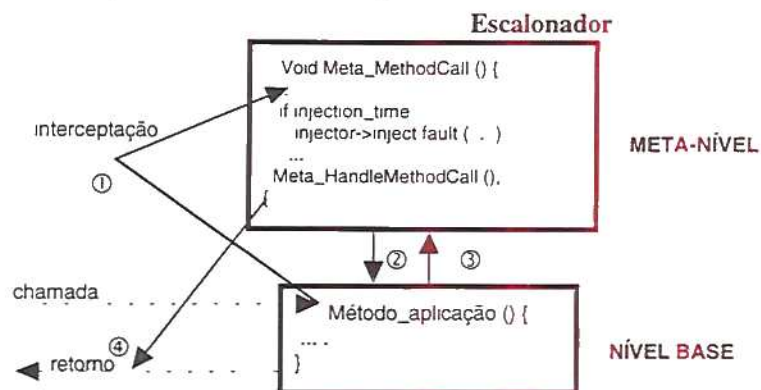 Escalonador
Void Meta_MethodCall () {
...
if injection_time
injector->inject fault ( . )
...
Meta_HandleMethodCall (),
{
interceptação
①
META-NÍVEL
② ③
chamada
Método_aplicação () {
... .
}
④
retorno
NÍVEL BASE